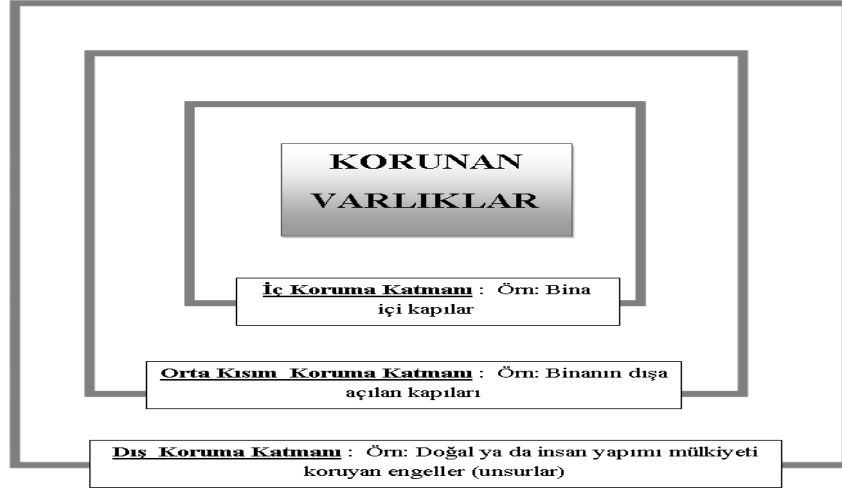 KORUNAN
VARLIKLAR
İç Koruma Katmanı : Örn: Bina
içi kapılar
Orta Kısım Koruma Katmanı : Örn: Binanın dışa
açılan kapıları
Dış Koruma Katmanı : Örn: Doğal ya da insan yapımı mülkiyeti
koruyan engeller (unsurlar)